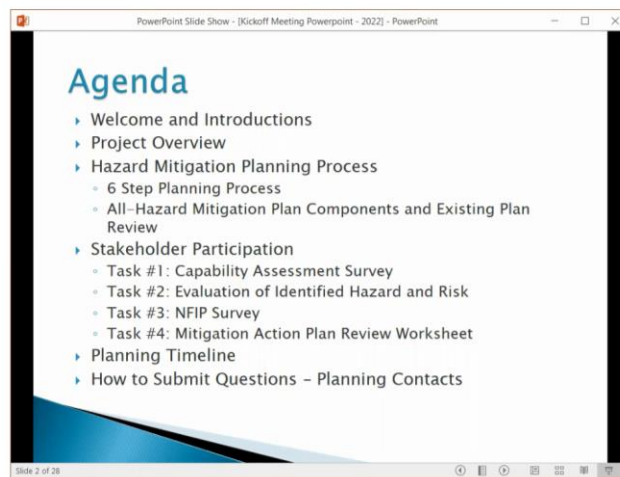 PowerPoint Slide Show - [Kickoff Meeting Powerpoint - 2022] - PowerPoint
Agenda
Welcome and Introductions
Project Overview
Hazard Mitigation Planning Process
6 Step Planning Process
All-Hazard Mitigation Plan Components and Existing Plan
Review
Stakeholder Participation
Task #1: Capability Assessment Survey
Task #2: Evaluation of Identified Hazard and Risk
Task #3: NFIP Survey
Task #4: Mitigation Action Plan Review Worksheet
Planning Timeline
How to Submit Questions – Planning Contacts
Slide 2 of 28